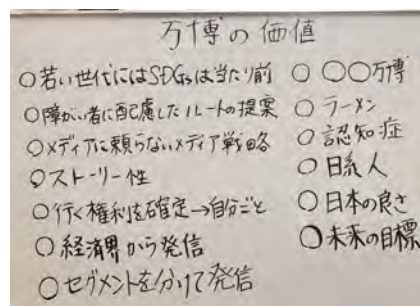 万博の価値
○若い世代にはSDGsは当たり前
○障がい者に配慮したルートの提案
○メディアに頼らないメディア戦略
○ストーリー性
○行く権利を確定→自分ごと
○経済界から発信
○セグメントを分けて発信
○ ○○万博
○ラーメン
○認知症
○日系人
○日本の良さ
○未来の目標